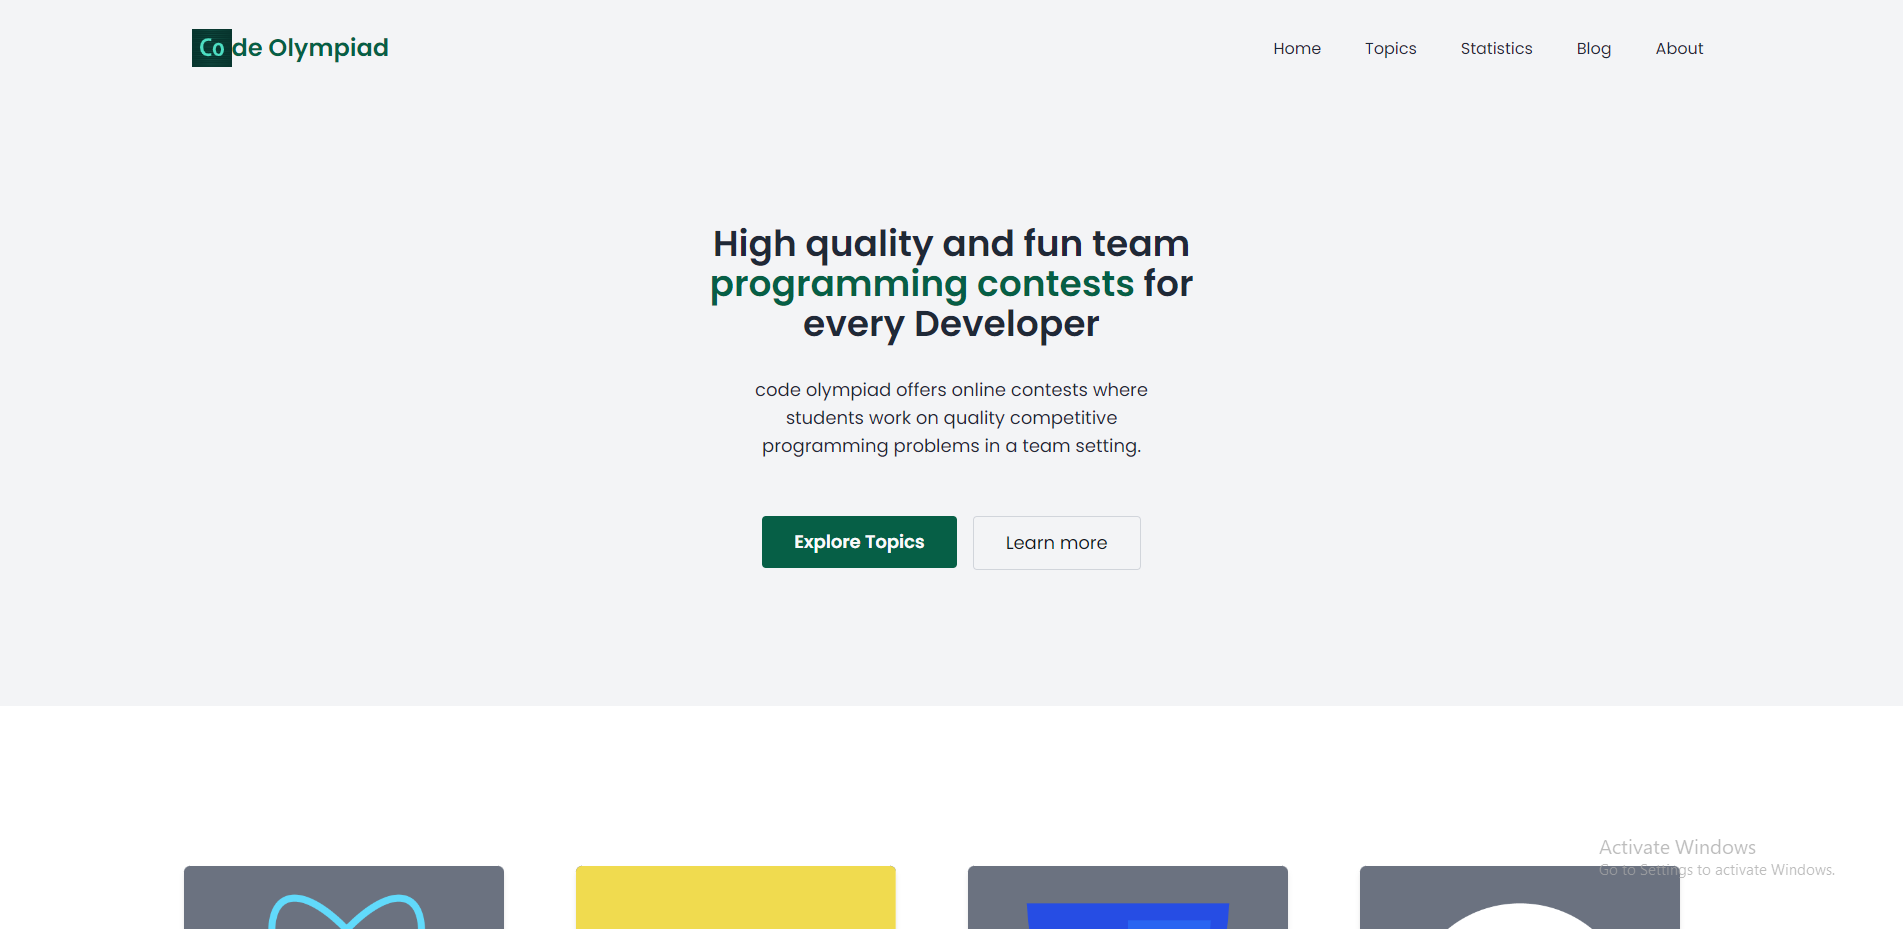 Code Olympiad
Home Topics Statistics Blog About
High quality and fun team
programming contests for
every Developer
code olympiad offers online contests where
students work on quality competitive
programming problems in a team setting.
Explore Topics Learn more
Activate Windows
Go to Settings to activate Windows.